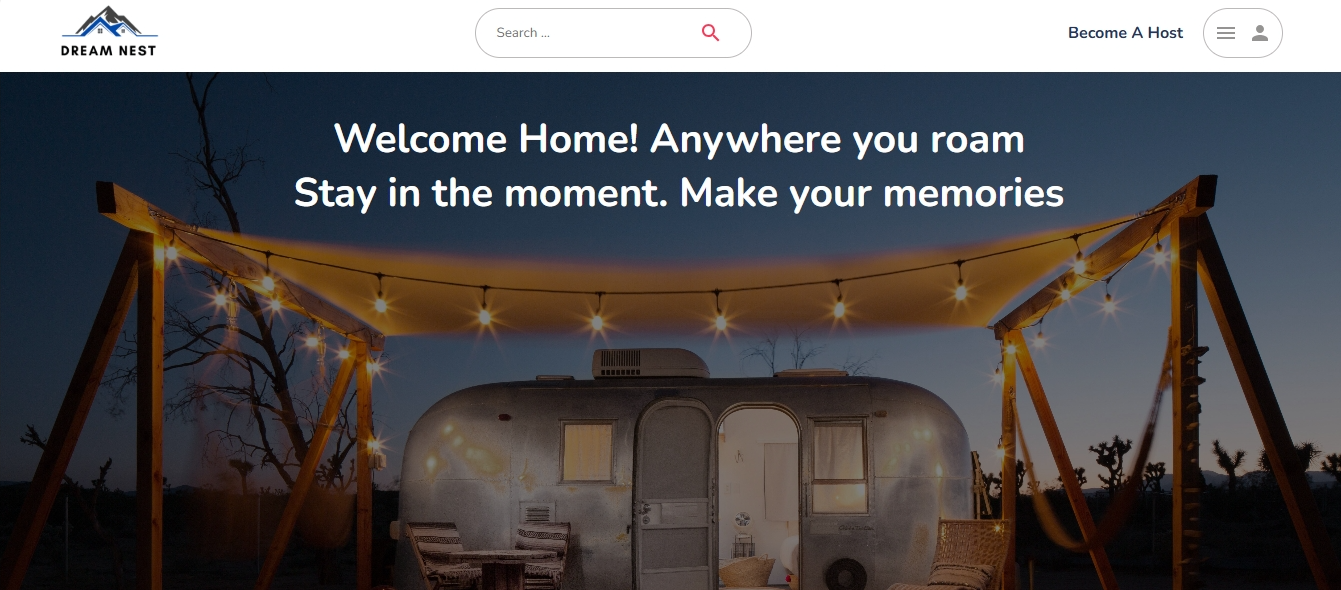 DREAM NEST
Search ...
Become A Host
Welcome Home! Anywhere you roam
Stay in the moment. Make your memories